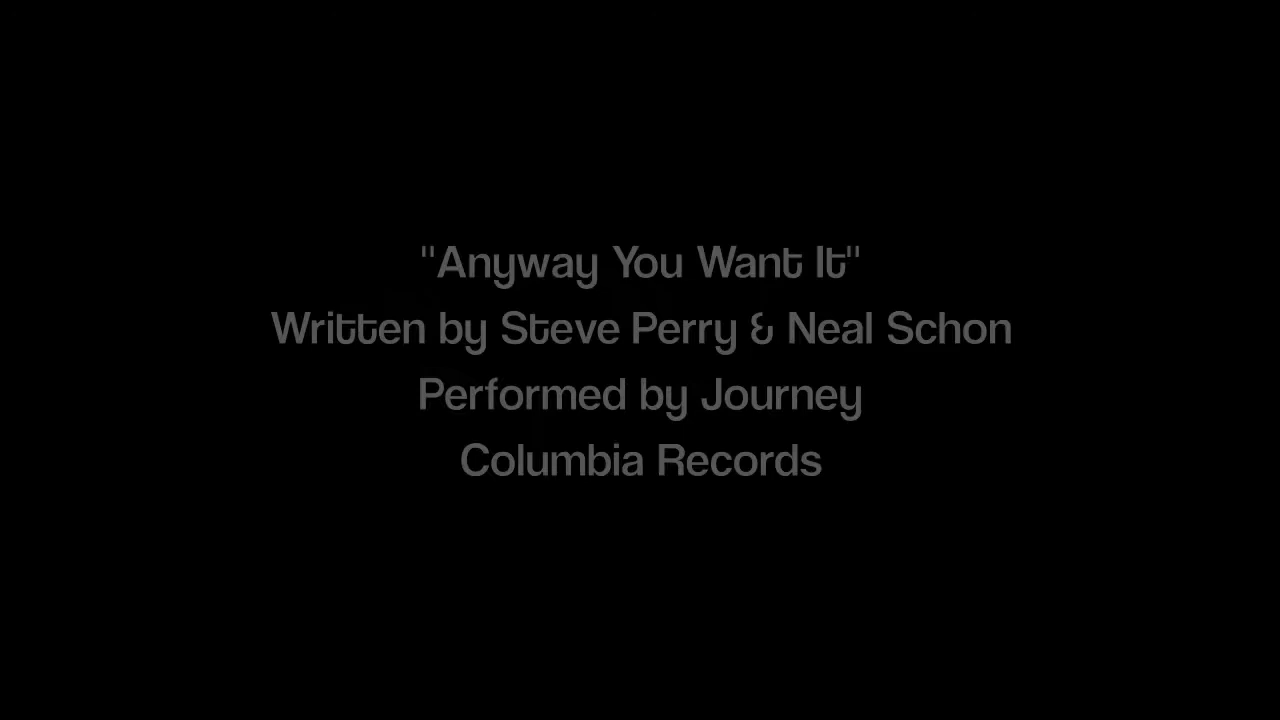 "Anyway You Want It"
Written by Steve Perry & Neal Schon
Performed by Journey
Columbia Records